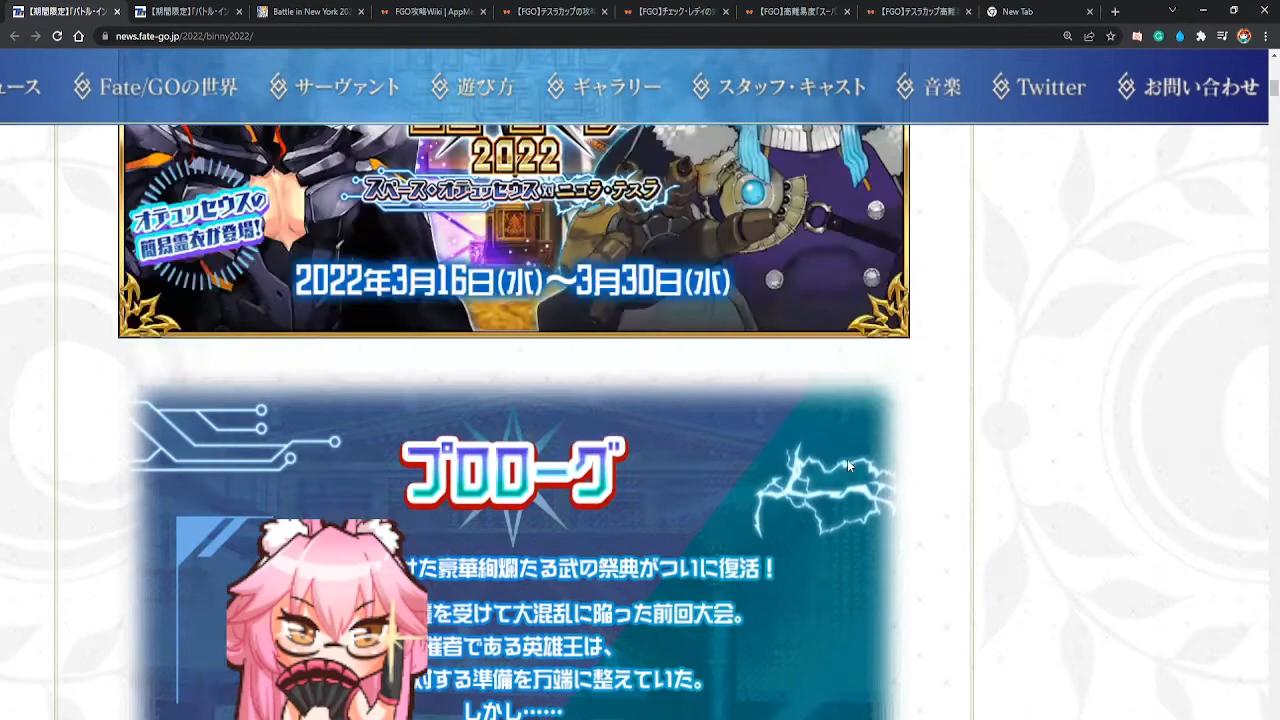 【期間限定】「バトル・イン
【期間限定】「バトル・イン
Battle in New York 202
FGO攻略Wiki | AppMe
【FGO】テスラカップの攻
【FGO】チェック・レディの
【FGO】高難易度「スーパ
【FGO】テスラカップ高難
New Tab
news.fate-go.jp/2022/binny2022/
ュース
Fate/GOの世界
サーヴァント
遊び方
ギャラリー
スタッフ・キャスト
音楽
Twitter
お問い合わせ
2022
スペース・オデュッセウスXIニコラ・テスラ
オデュッセウスの
簡易霊衣が登場!
2022年3月16日(水)～3月30日(水)
プロローグ
けた豪華絢爛たる武の祭典がついに復活！
を受けて大混乱に陥った前回大会。
催者である英雄王は、
対する準備を万端に整えていた。
しかし……